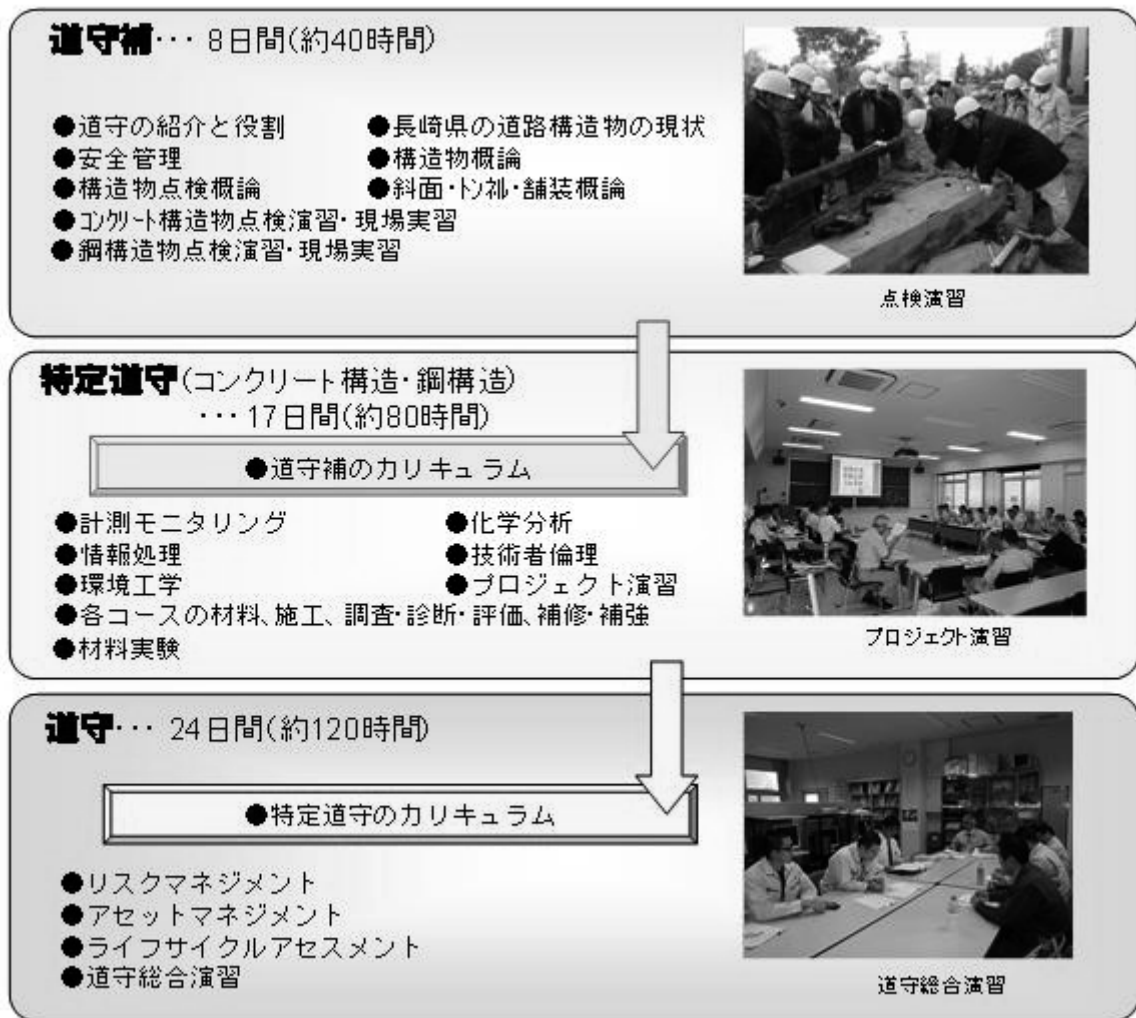 道守補･･･ 8日間(約40時間)
●道守の紹介と役割 ●長崎県の道路構造物の現状
●安全管理 ●構造物概論
●構造物点検概論 ●斜面･ﾄﾝﾈﾙ･舗装概論
●ｺﾝｸﾘｰﾄ構造物点検演習･現場実習
●鋼構造物点検演習･現場実習
点検演習
特定道守(コンクリート構造･鋼構造)
･･･17日間(約80時間)
●道守補のカリキュラム
●計測モニタリング ●化学分析
●情報処理 ●技術者倫理
●環境工学 ●プロジェクト演習
●各コースの材料、施工、調査･診断･評価、補修･補強
●材料実験
プロジェクト演習
道守･･･ 24日間(約120時間)
●特定道守のカリキュラム
●リスクマネジメント
●アセットマネジメント
●ライフサイクルアセスメント
●道守総合演習
道守総合演習